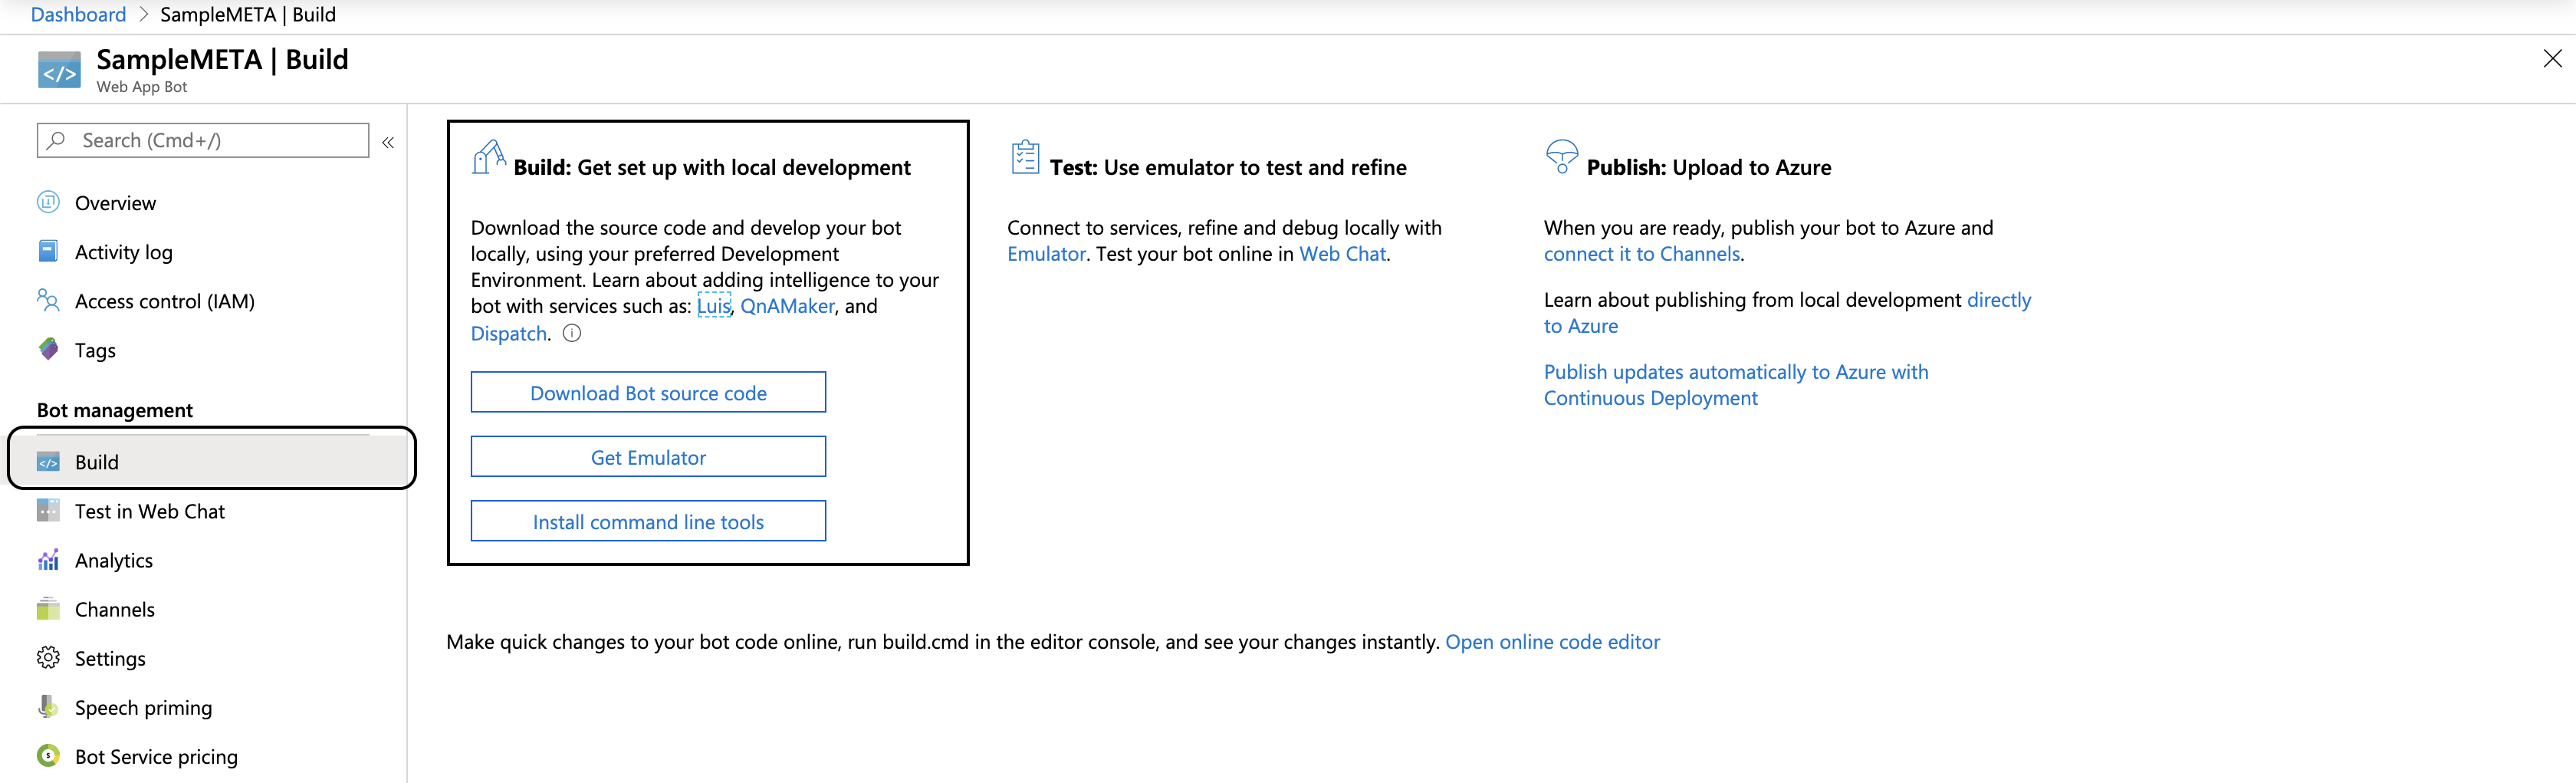 Dashboard > SampleMETA | Build
SampleMETA | Build
Web App Bot
Search (Cmd+/)
«
Overview
Activity log
Access control (IAM)
Tags
Bot management
Build
Test in Web Chat
Analytics
Channels
Settings
Speech priming
Bot Service pricing
Build: Get set up with local development
Download the source code and develop your bot
locally, using your preferred Development
Environment. Learn about adding intelligence to your
bot with services such as: Luis, QnAMaker, and
Dispatch.
Download Bot source code
Get Emulator
Install command line tools
Test: Use emulator to test and refine
Connect to services, refine and debug locally with
Emulator. Test your bot online in Web Chat.
Publish: Upload to Azure
When you are ready, publish your bot to Azure and
connect it to Channels.
Learn about publishing from local development directly
to Azure
Publish updates automatically to Azure with
Continuous Deployment
Make quick changes to your bot code online, run build.cmd in the editor console, and see your changes instantly. Open online code editor